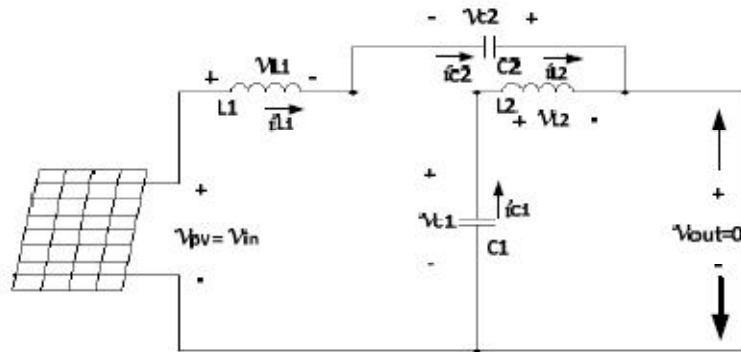 - Vc2 +
ic2 C2 iL2
+ VL1 -
L1 iL1
L2
+ VL2 -
+
Vpv = Vin
-
+
Vc1 ic1
C1
-
+
Vout=0
-